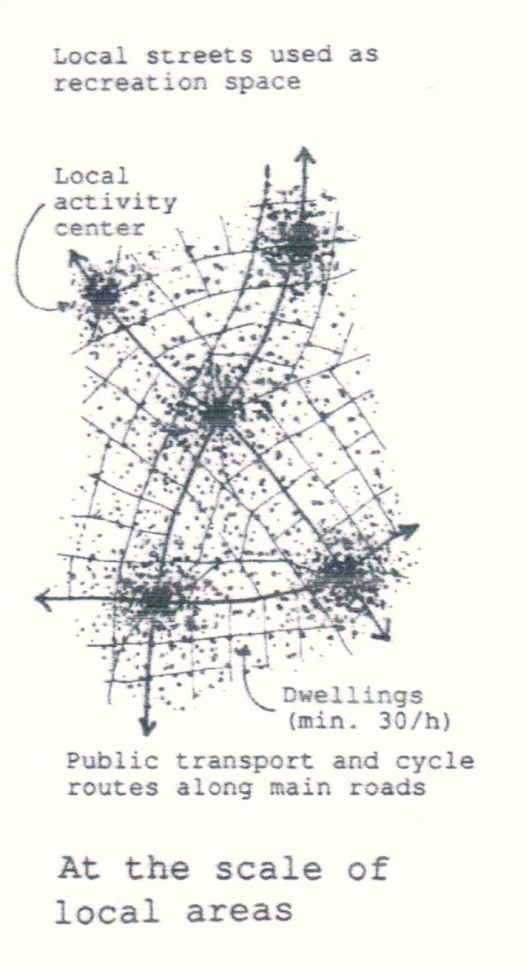 Local streets used as
recreation space
Local
activity
center
Dwellings
(min. 30/h)
Public transport and cycle
routes along main roads
At the scale of
local areas